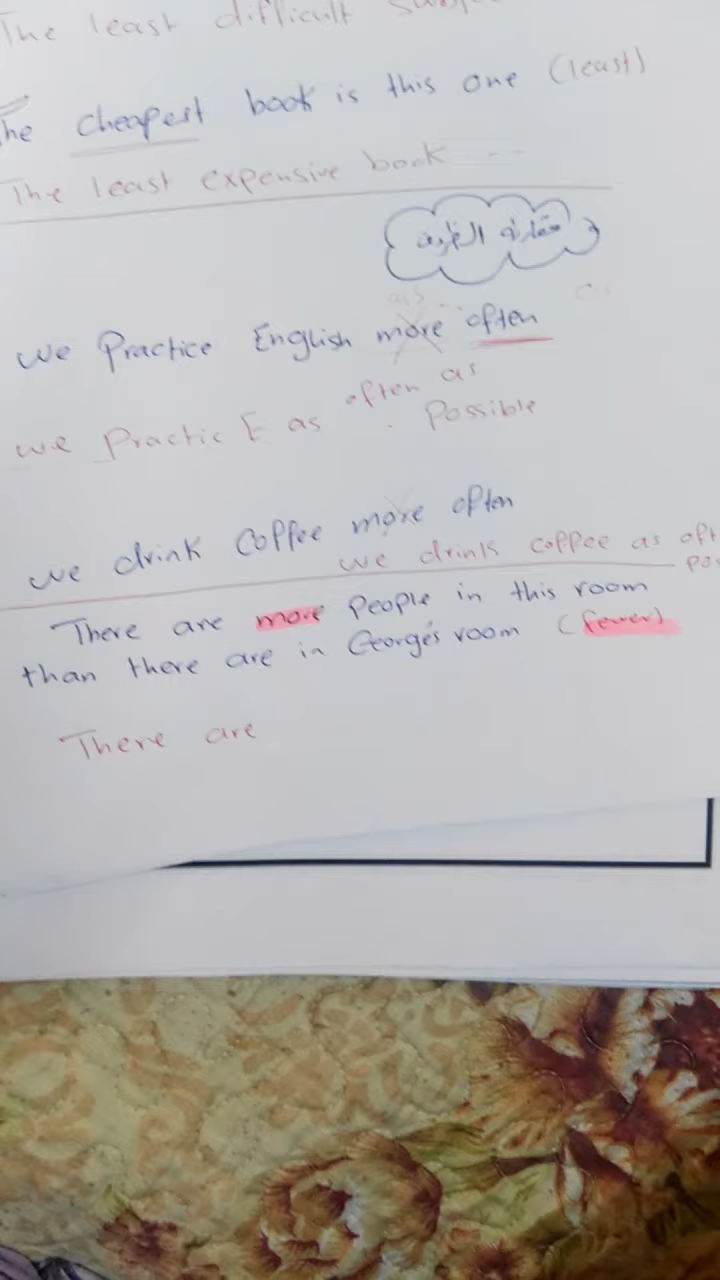 The least difficult
The cheapest book is this one (least)
The least expensive book ...
مقارنة
as
we Practice English more often
we Practic E as often as Possible
we drink Coffee more often
we drink coffee as oft
There are more People in this room
than there are in George's room (fewer)
There are